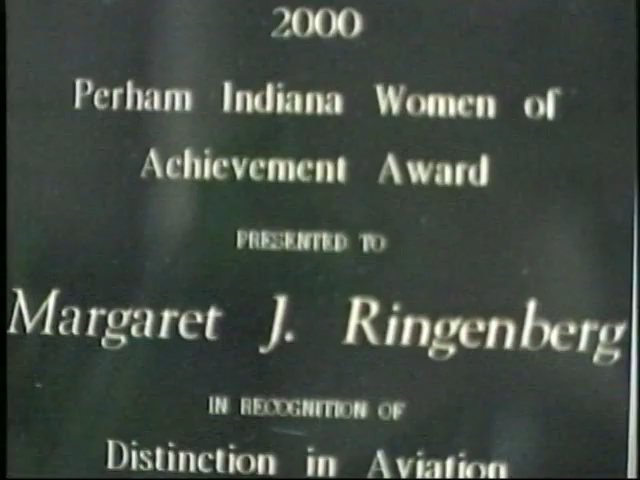 2000
Perham Indiana Women of
Achievement Award
PRESENTED TO
Margaret J. Ringenberg
IN RECOGNITION OF
Distinction in Aviation